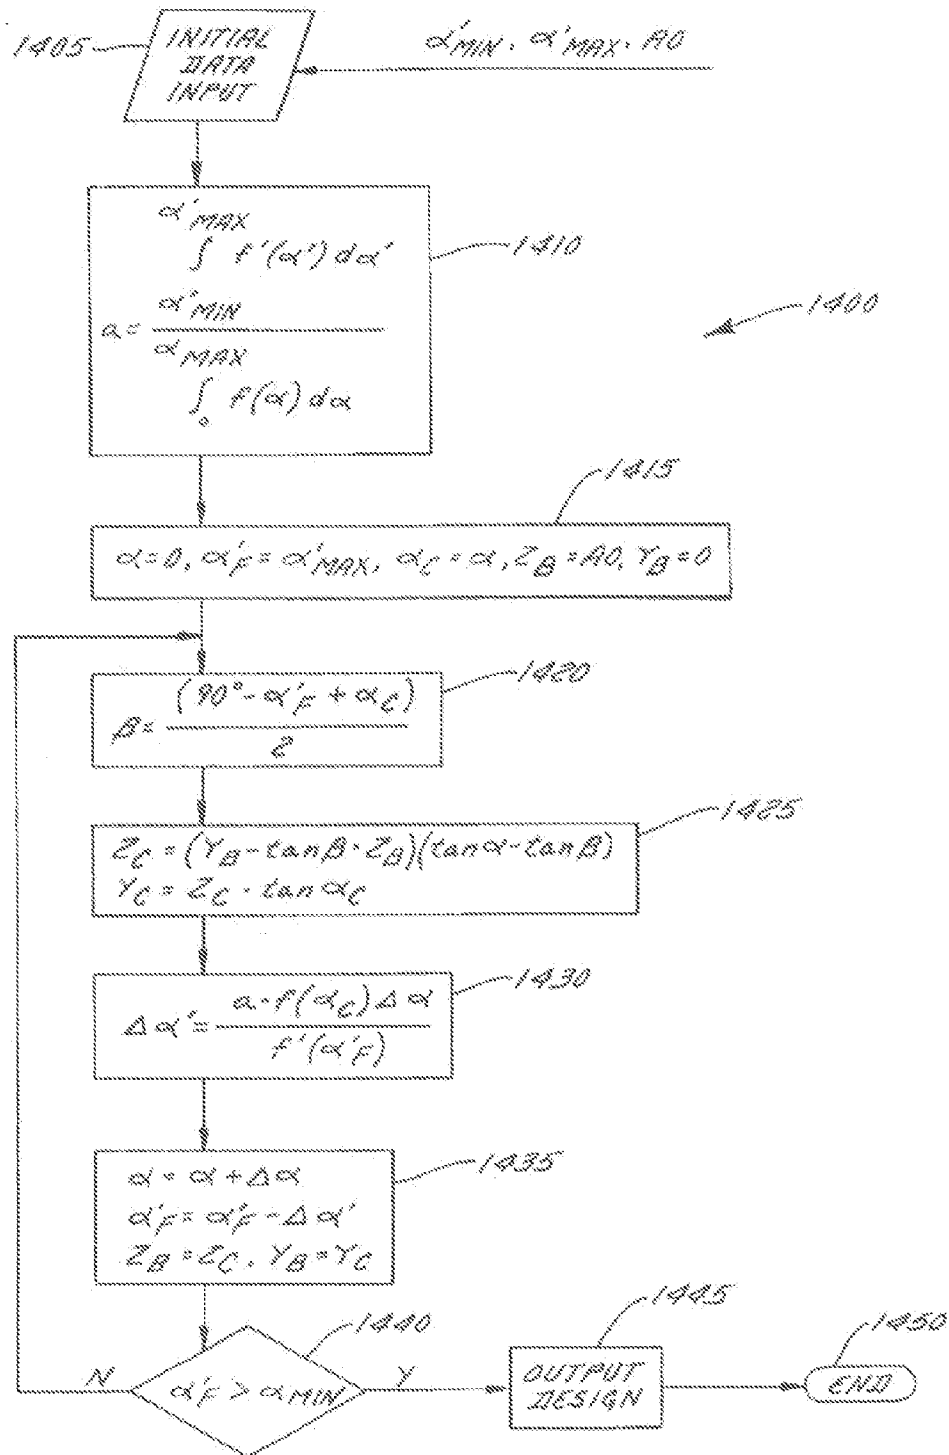 1405
INITIAL
DATA
INPUT
α'MIN, α'MAX, A0
α'MAX
∫ f'(α') dα'
1410
α'MIN
a=
αMAX
∫₀ f(α) dα
1400
1415
α=0, α'F = α'MAX, αC = α, ZB = A0, YB = 0
1420
(90° - α'F + αC)
β=
2
1425
ZC = (YB - tanβ · ZB)(tanα - tanβ)
YC = ZC · tan αC
1430
a · f(αC) Δα
Δα' =
f'(α'F)
1435
α = α + Δα
α'F = α'F - Δα'
ZB = ZC, YB = YC
1440
N
α'F > αMIN
Y
1445
OUTPUT
DESIGN
1450
END